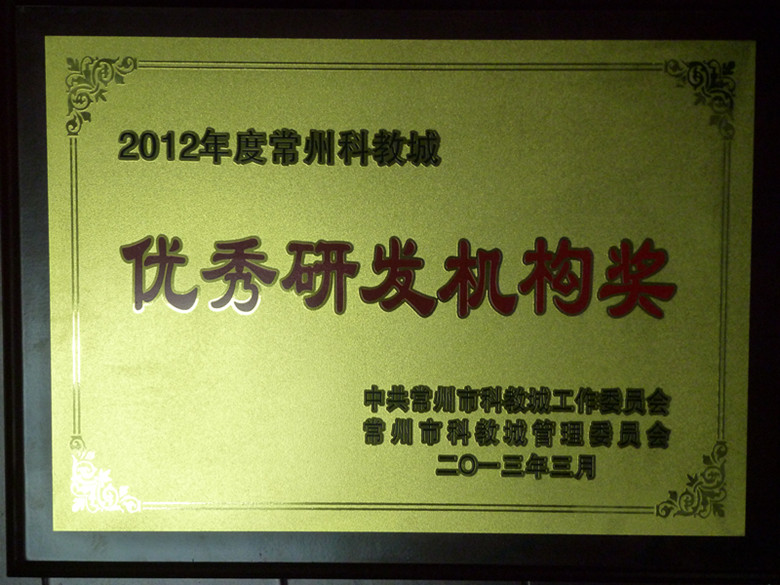 2012年度常州科教城
优秀研发机构奖
中共常州市科教城工作委员会
常州市科教城管理委员会
二〇一三年三月